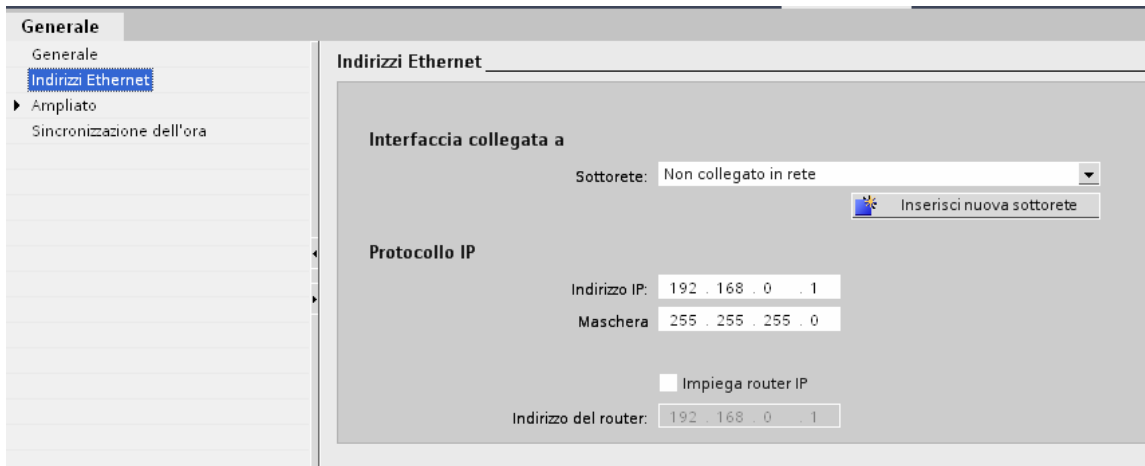 Generale
Generale
Indirizzi Ethernet
Ampliato
Sincronizzazione dell'ora
Indirizzi Ethernet
Interfaccia collegata a
Sottorete: Non collegato in rete
Inserisci nuova sottorete
Protocollo IP
Indirizzo IP: 192 . 168 . 0 . 1
Maschera 255 . 255 . 255 . 0
Impiega router IP
Indirizzo del router: 192 . 168 . 0 . 1